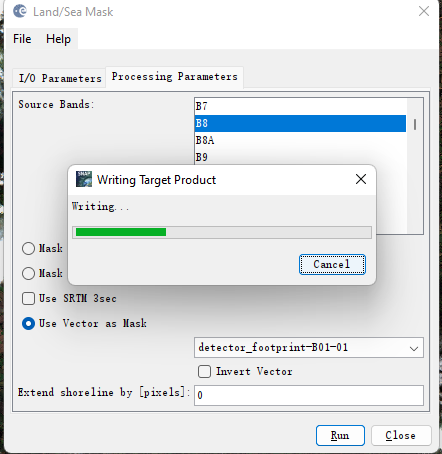 Land/Sea Mask
File Help
I/O Parameters Processing Parameters
Source Bands:
B7
B8
B8A
B9
SNAP
Writing Target Product
Writing...
Cancel
Mask
Mask
Use SRTM 3sec
Use Vector as Mask
detector_footprint-B01-01
Invert Vector
Extend shoreline by [pixels]: 0
Run Close